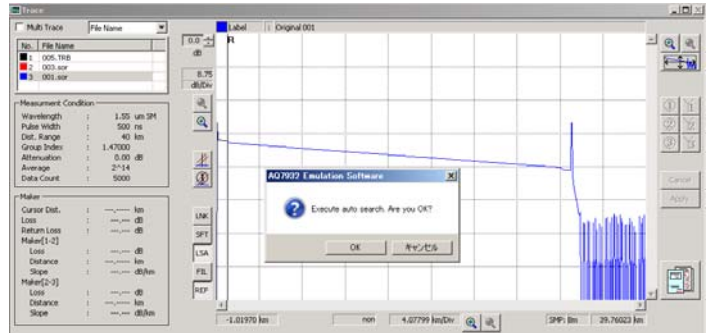 Trace
Multi Trace
File Name
No. File Name
1 005.TRB
2 003.sor
3 001.sor
Measurment Condition
Wavelength : 1.55 um SM
Pulse Width : 500 ns
Dist. Range : 40 km
Group Index : 1.47000
Attenuation : 0.00 dB
Average : 2^14
Data Count : 5000
Maker
Cursor Dist. : ---.--- km
Loss : ---.--- dB
Return Loss : ---.--- dB
Maker[1-2]
Loss : ---.--- dB
Distance : ---.--- km
Slope : ---.--- dB/km
Maker[2-3]
Loss : ---.--- dB
Distance : ---.--- km
Slope : ---.--- dB/km
0.0
dB
8.75
dB/Div
LNK
SFT
LSA
FIL
REP
Label : Original 001
R
AQ7932 Emulation Software
Execute auto search. Are you OK?
OK キャンセル
-1.01970 km non 4.07799 km/Div SMP: 8m 39.76023 km
① ② ③
Cancel
Apply